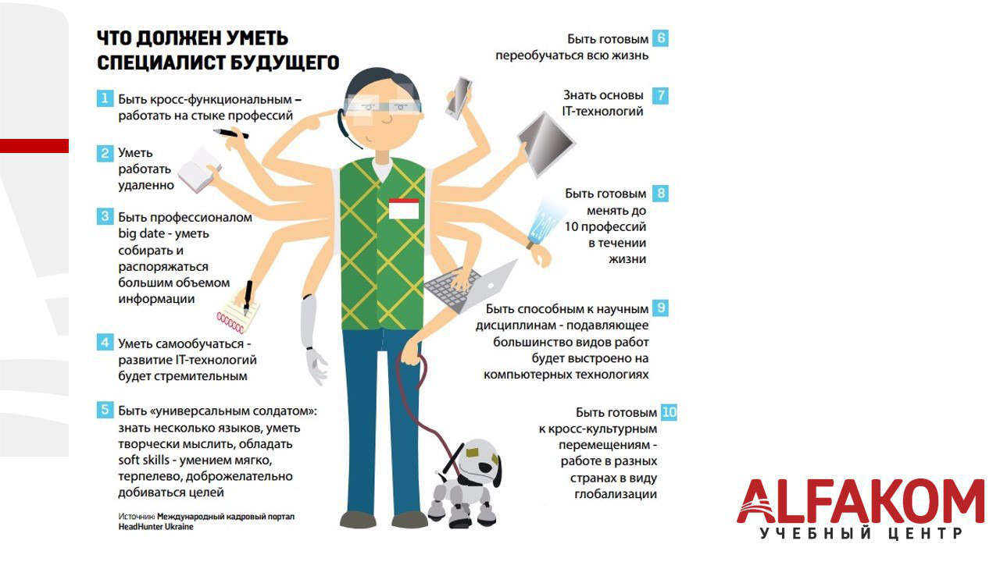 ЧТО ДОЛЖЕН УМЕТЬ
СПЕЦИАЛИСТ БУДУЩЕГО
1 Быть кросс-функциональным –
работать на стыке профессий
2 Уметь
работать
удаленно
3 Быть профессионалом
big date - уметь
собирать и
распоряжаться
большим объемом
информации
4 Уметь самообучаться -
развитие IT-технологий
будет стремительным
5 Быть «универсальным солдатом»:
знать несколько языков, уметь
творчески мыслить, обладать
soft skills - умением мягко,
терпелево, доброжелательно
добиваться целей
Источник: Международный кадровый портал
HeadHunter Ukraine
Быть готовым 6
переобучаться всю жизнь
Знать основы 7
IT-технологий
Быть готовым 8
менять до
10 профессий
в течении
жизни
12:07
Быть способным к научным 9
дисциплинам - подавляющее
большинство видов работ
будет выстроено на
компьютерных технологиях
Быть готовым 10
к кросс-культурным
перемещениям -
работе в разных
странах в виду
глобализации
ALFAKOM
УЧЕБНЫЙ ЦЕНТР